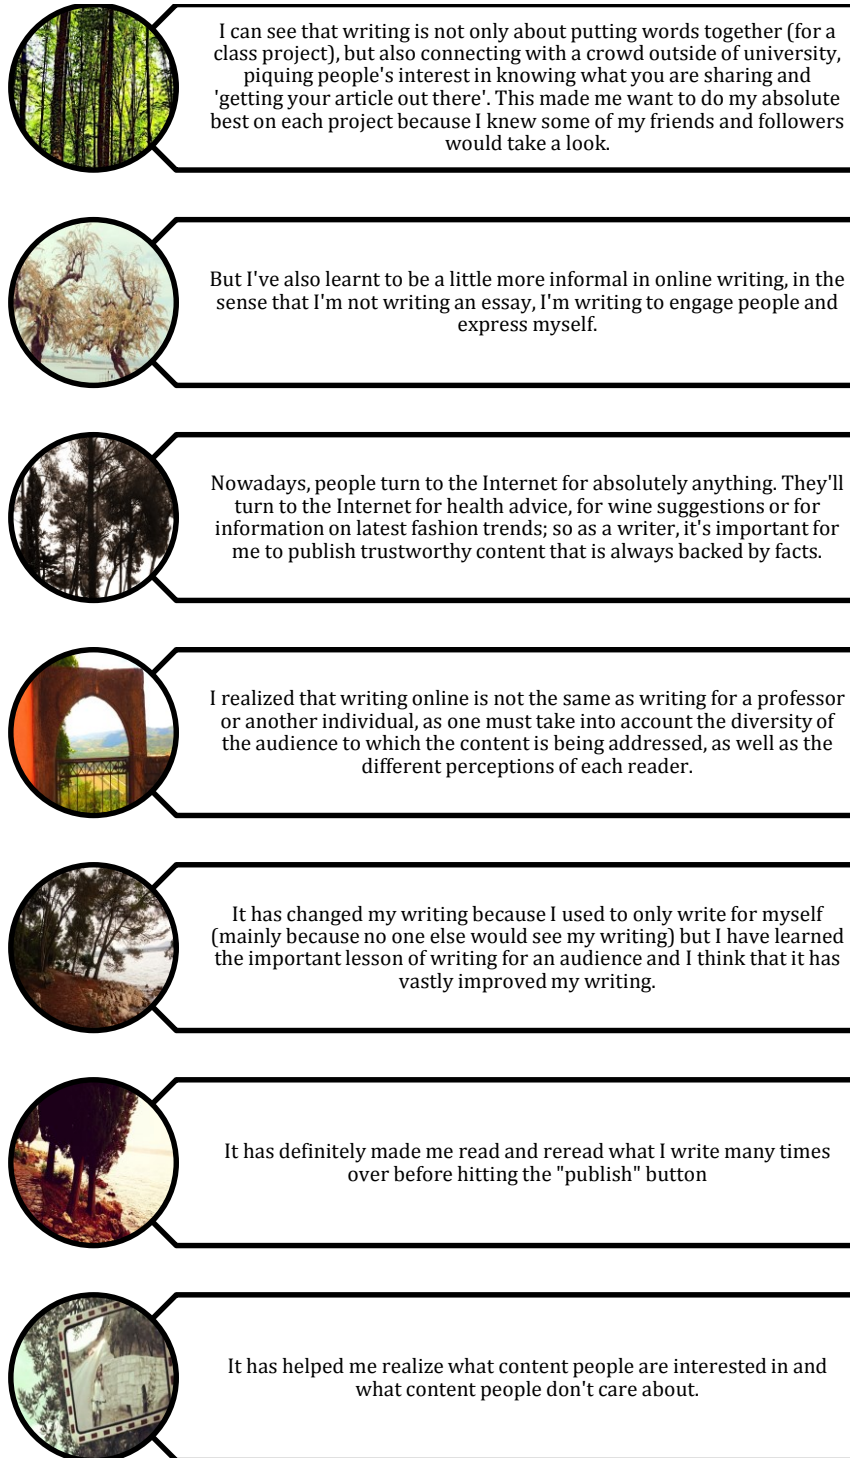 I can see that writing is not only about putting words together (for a
class project), but also connecting with a crowd outside of university,
piquing people's interest in knowing what you are sharing and
'getting your article out there'. This made me want to do my absolute
best on each project because I knew some of my friends and followers
would take a look.
But I've also learnt to be a little more informal in online writing, in the
sense that I'm not writing an essay, I'm writing to engage people and
express myself.
Nowadays, people turn to the Internet for absolutely anything. They'll
turn to the Internet for health advice, for wine suggestions or for
information on latest fashion trends; so as a writer, it's important for
me to publish trustworthy content that is always backed by facts.
I realized that writing online is not the same as writing for a professor
or another individual, as one must take into account the diversity of
the audience to which the content is being addressed, as well as the
different perceptions of each reader.
It has changed my writing because I used to only write for myself
(mainly because no one else would see my writing) but I have learned
the important lesson of writing for an audience and I think that it has
vastly improved my writing.
It has definitely made me read and reread what I write many times
over before hitting the "publish" button
It has helped me realize what content people are interested in and
what content people don't care about.